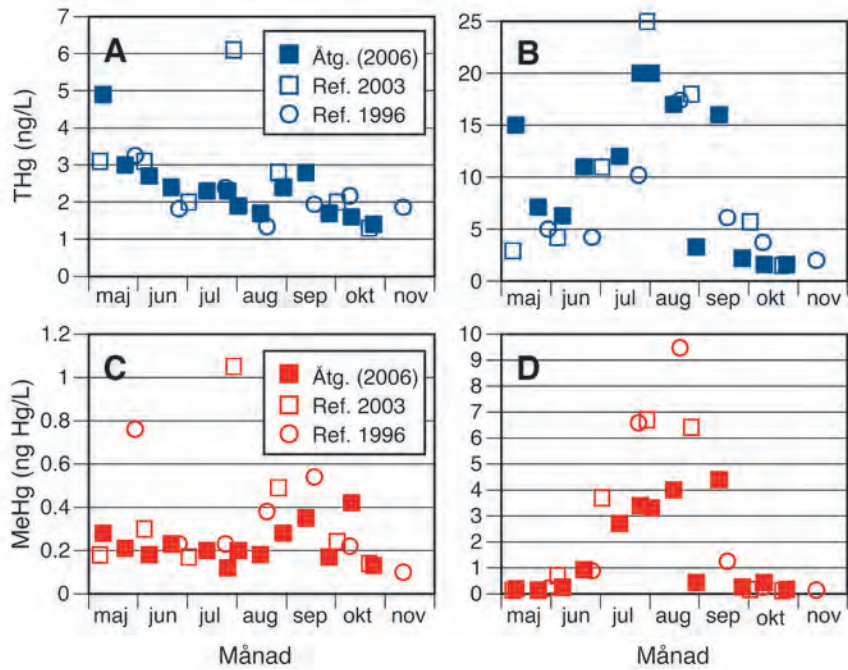 A
THg (ng/L)
7
6
5
4
3
2
1
0
Åtg. (2006)
Ref. 2003
Ref. 1996
maj jun jul aug sep okt nov
B
25
20
15
10
5
0
maj jun jul aug sep okt nov
C
MeHg (ng Hg/L)
1.2
1
0.8
0.6
0.4
0.2
0
Åtg. (2006)
Ref. 2003
Ref. 1996
maj jun jul aug sep okt nov
Månad
D
10
9
8
7
6
5
4
3
2
1
0
maj jun jul aug sep okt nov
Månad